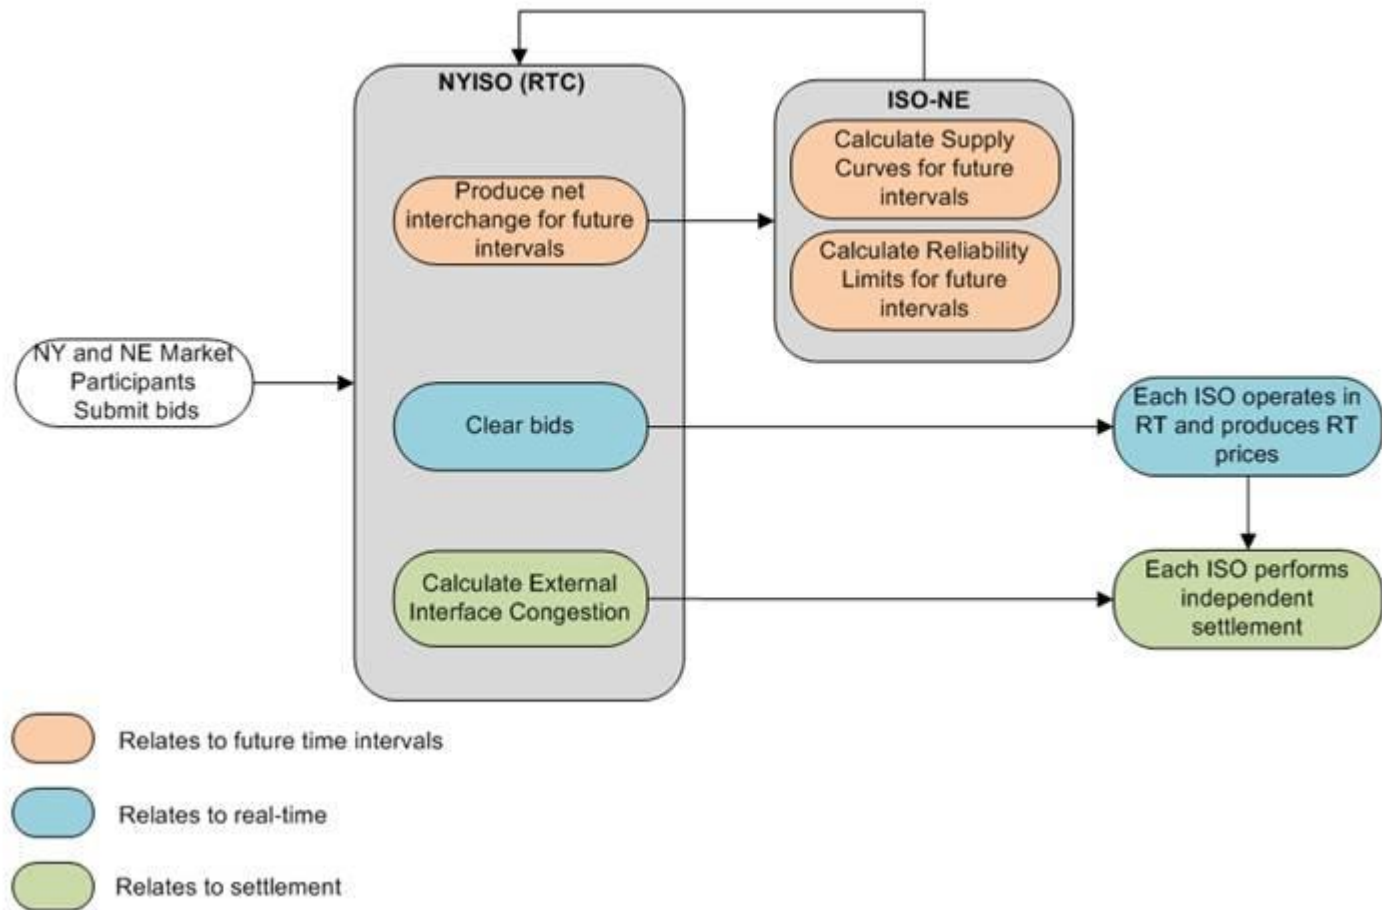 NYISO (RTC)
ISO-NE
Calculate Supply
Curves for future
intervals
Produce net
interchange for future
intervals
Calculate Reliability
Limits for future
intervals
NY and NE Market
Participants
Submit bids
Clear bids
Each ISO operates in
RT and produces RT
prices
Calculate External
Interface Congestion
Each ISO performs
independent
settlement
Relates to future time intervals
Relates to real-time
Relates to settlement